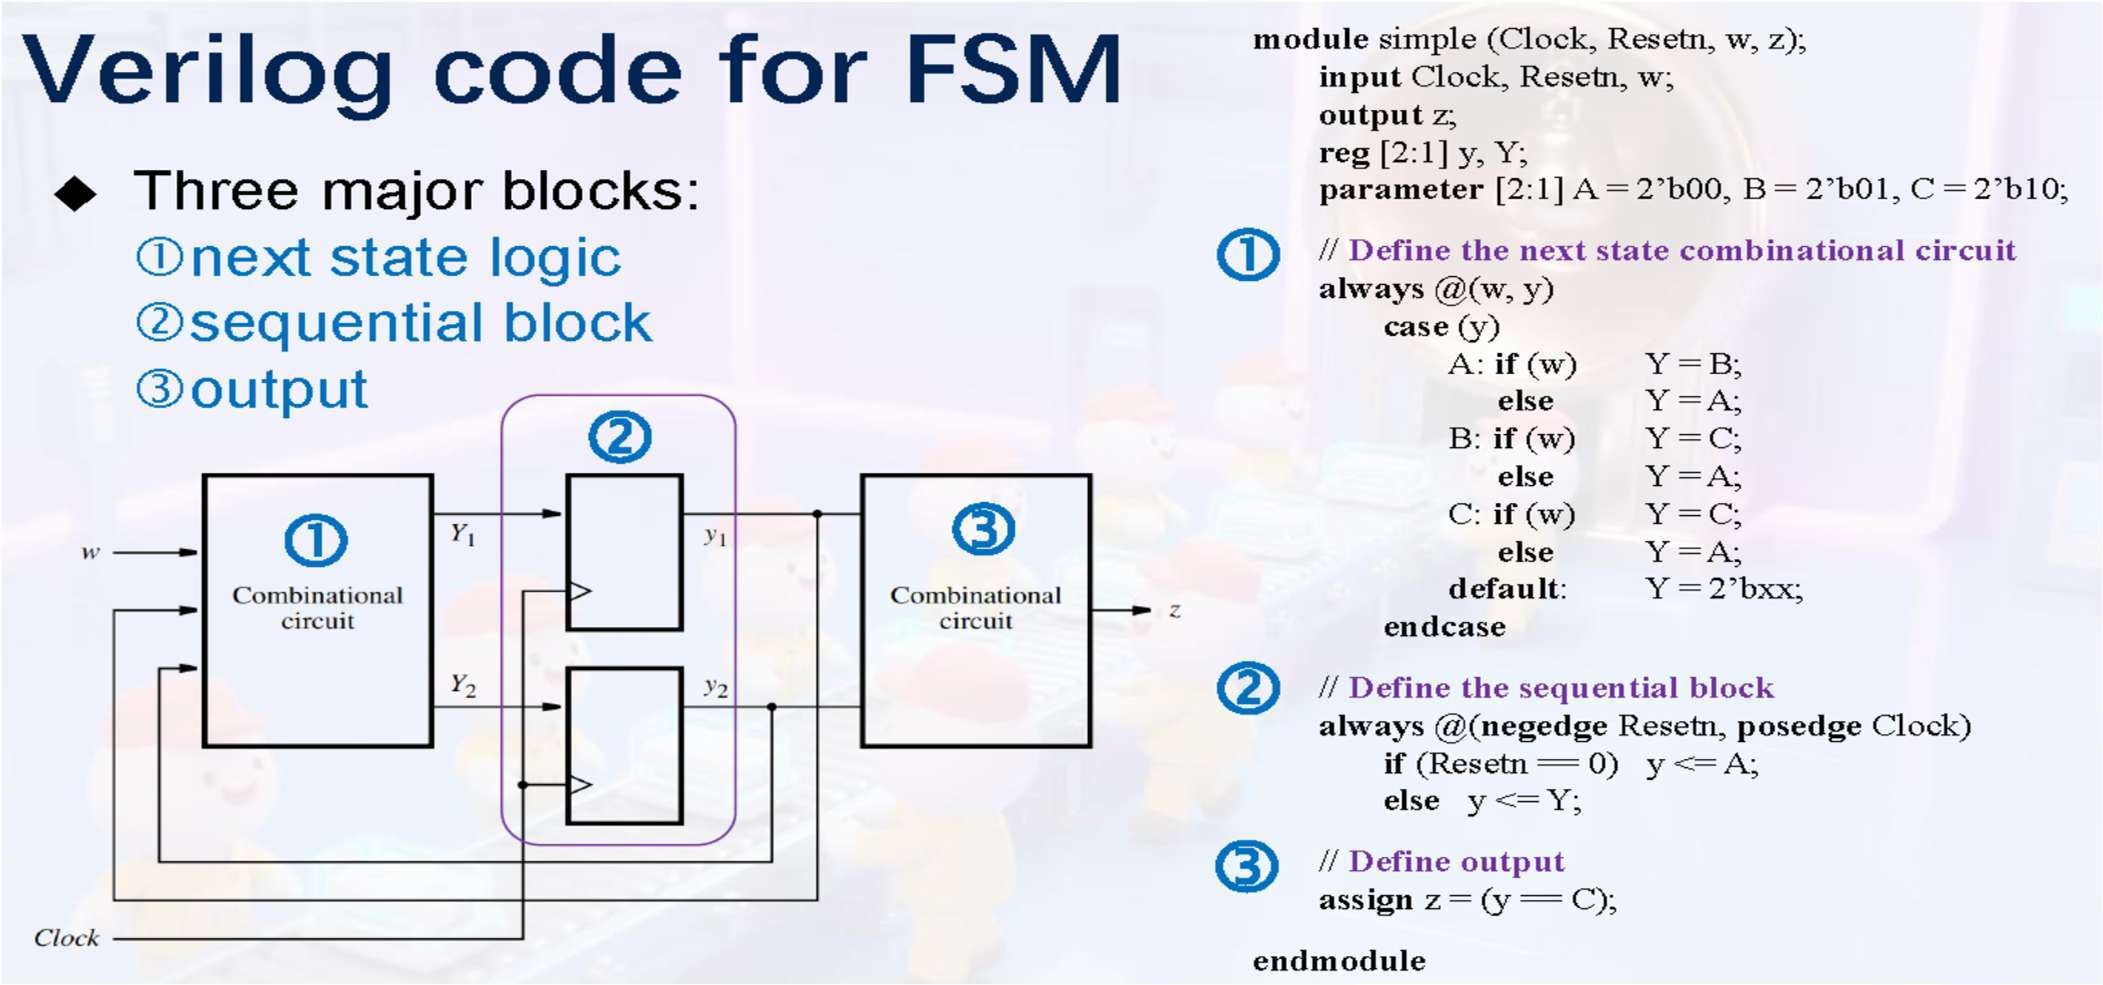 Verilog code for FSM
◆ Three major blocks:
①next state logic
②sequential block
③output
②
①
③
w
Y1
y1
Combinational
circuit
Combinational
circuit
z
Y2
y2
Clock
module simple (Clock, Resetn, w, z);
input Clock, Resetn, w;
output z;
reg [2:1] y, Y;
parameter [2:1] A = 2’b00, B = 2’b01, C = 2’b10;
① // Define the next state combinational circuit
always @(w, y)
case (y)
A: if (w) Y = B;
else Y = A;
B: if (w) Y = C;
else Y = A;
C: if (w) Y = C;
else Y = A;
default: Y = 2’bxx;
endcase
② // Define the sequential block
always @(negedge Resetn, posedge Clock)
if (Resetn == 0) y <= A;
else y <= Y;
③ // Define output
assign z = (y == C);
endmodule